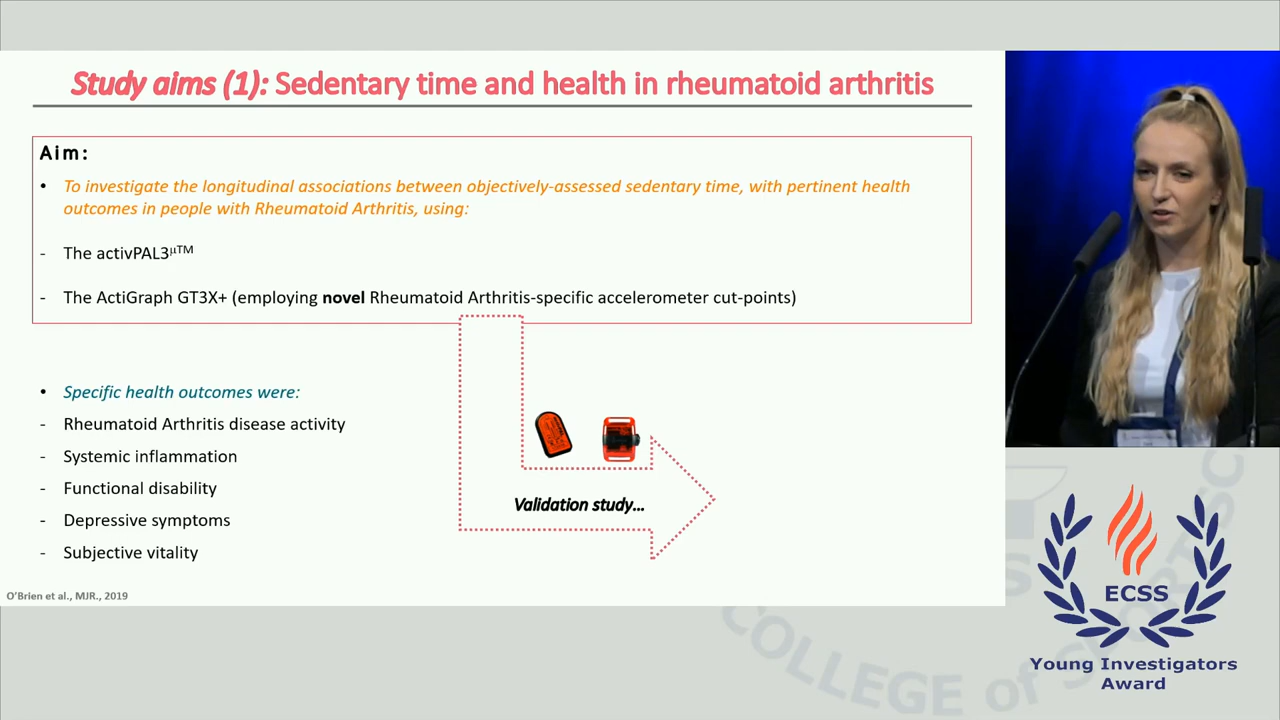 Study aims (1): Sedentary time and health in rheumatoid arthritis
Aim:
• To investigate the longitudinal associations between objectively-assessed sedentary time, with pertinent health
outcomes in people with Rheumatoid Arthritis, using:
- The activPAL3µTM
- The ActiGraph GT3X+ (employing novel Rheumatoid Arthritis-specific accelerometer cut-points)
• Specific health outcomes were:
- Rheumatoid Arthritis disease activity
- Systemic inflammation
- Functional disability
- Depressive symptoms
- Subjective vitality
Validation study...
O'Brien et al., MJR., 2019
ECSS
Young Investigators
Award
COLLEGE of